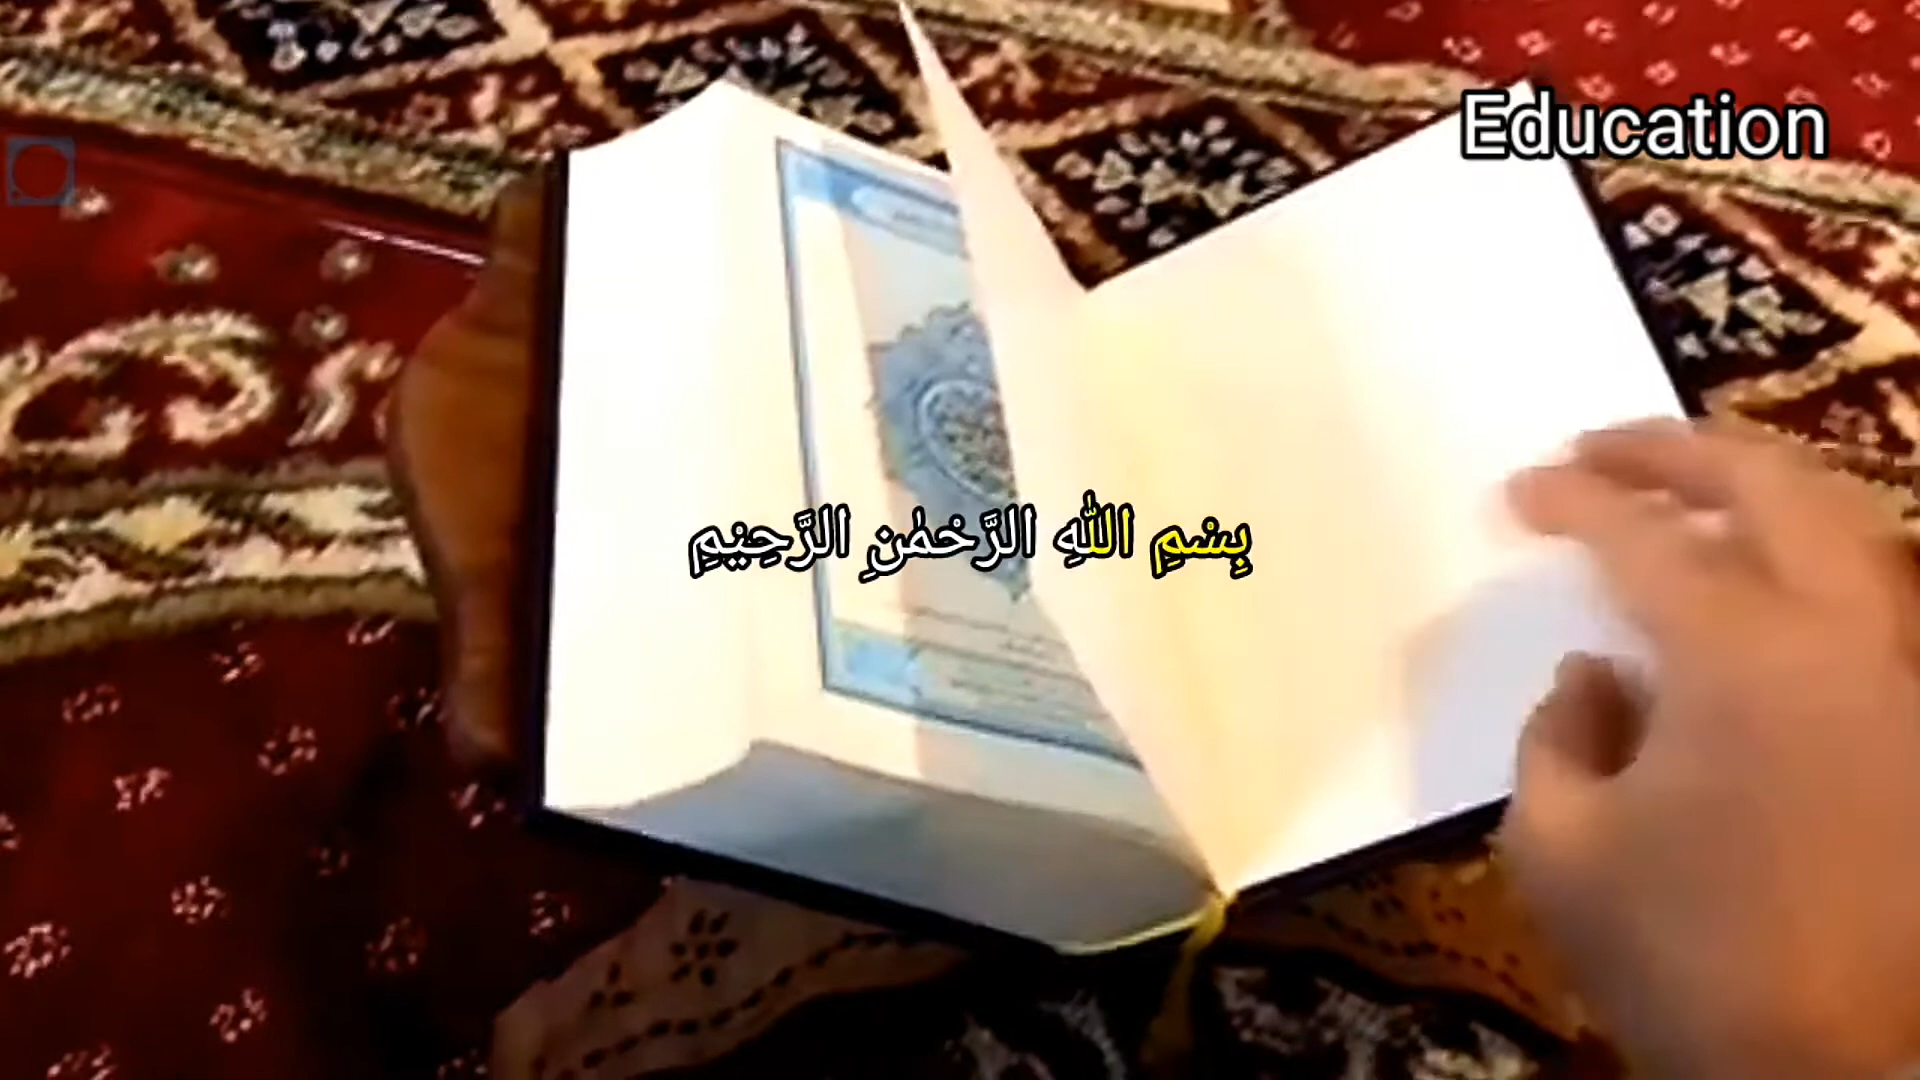 Education
بِسْمِ اللّٰهِ الرَّحْمٰنِ الرَّحِيْمِ